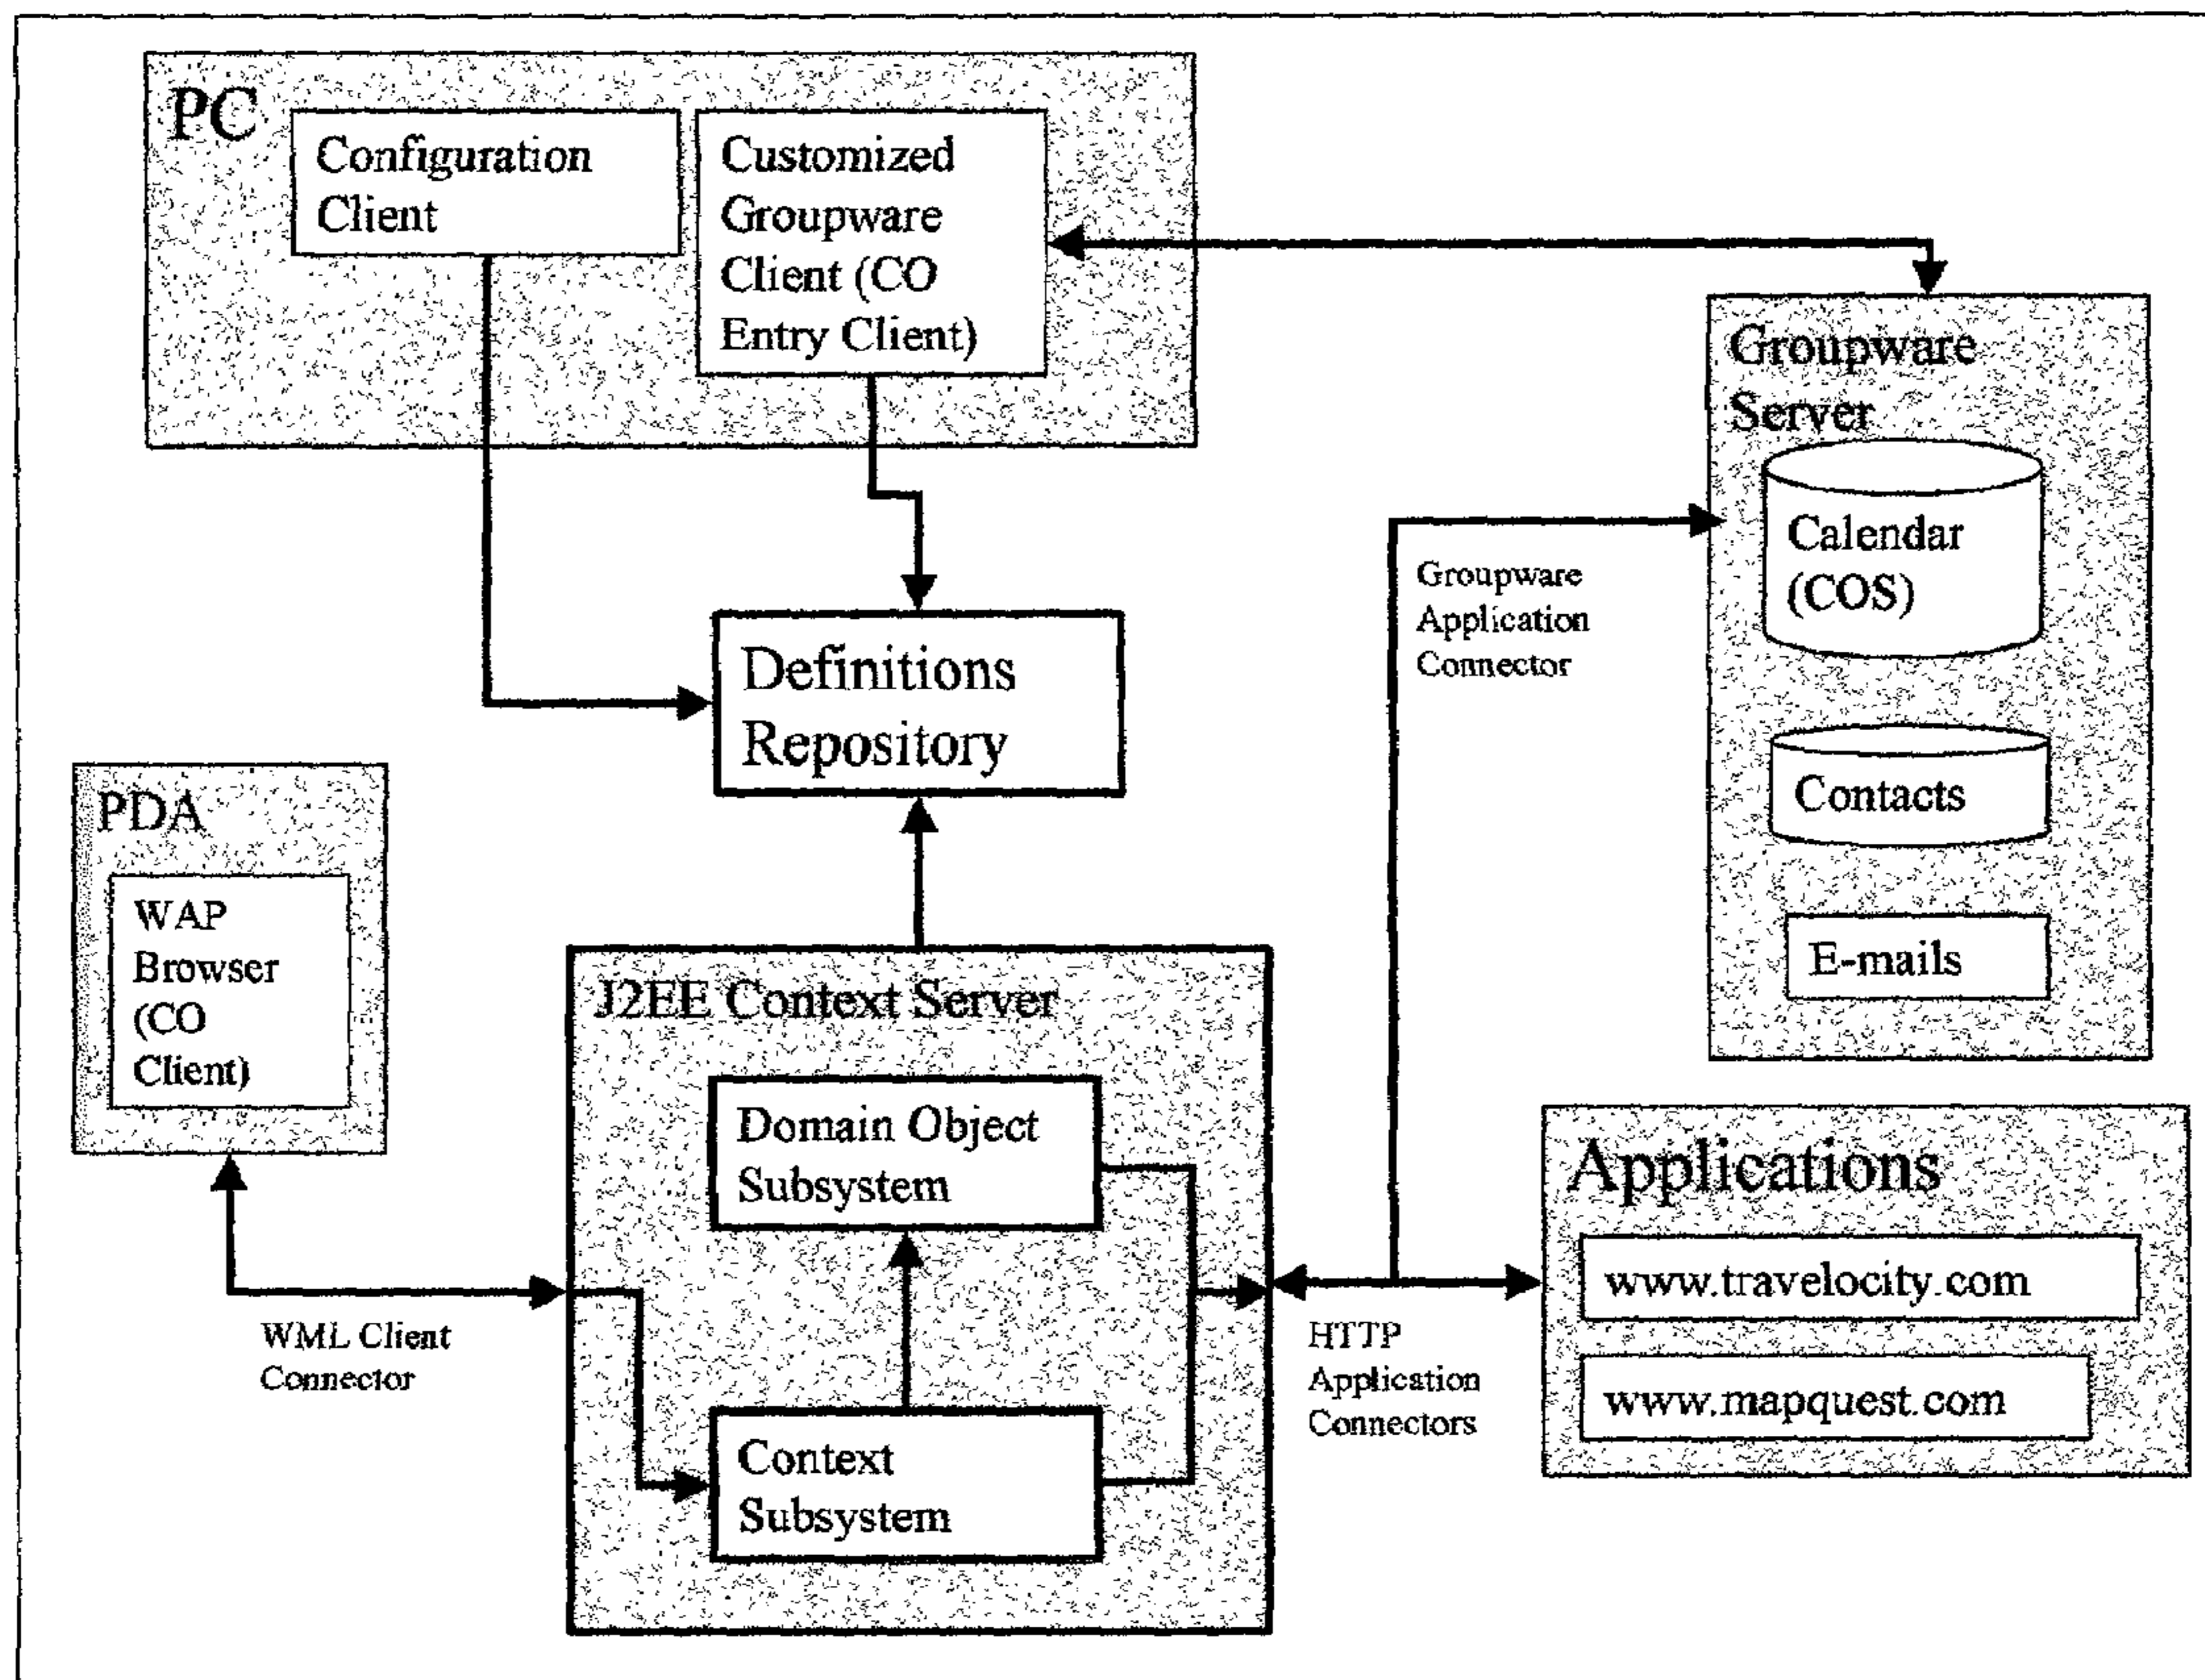 PC
Configuration
Client
Customized
Groupware
Client (CO
Entry Client)
Groupware
Server
Calendar
(COS)
Contacts
E-mails
Groupware
Application
Connector
Definitions
Repository
PDA
WAP
Browser
(CO
Client)
WML Client
Connector
J2EE Context Server
Domain Object
Subsystem
Context
Subsystem
HTTP
Application
Connectors
Applications
www.travelocity.com
www.mapquest.com